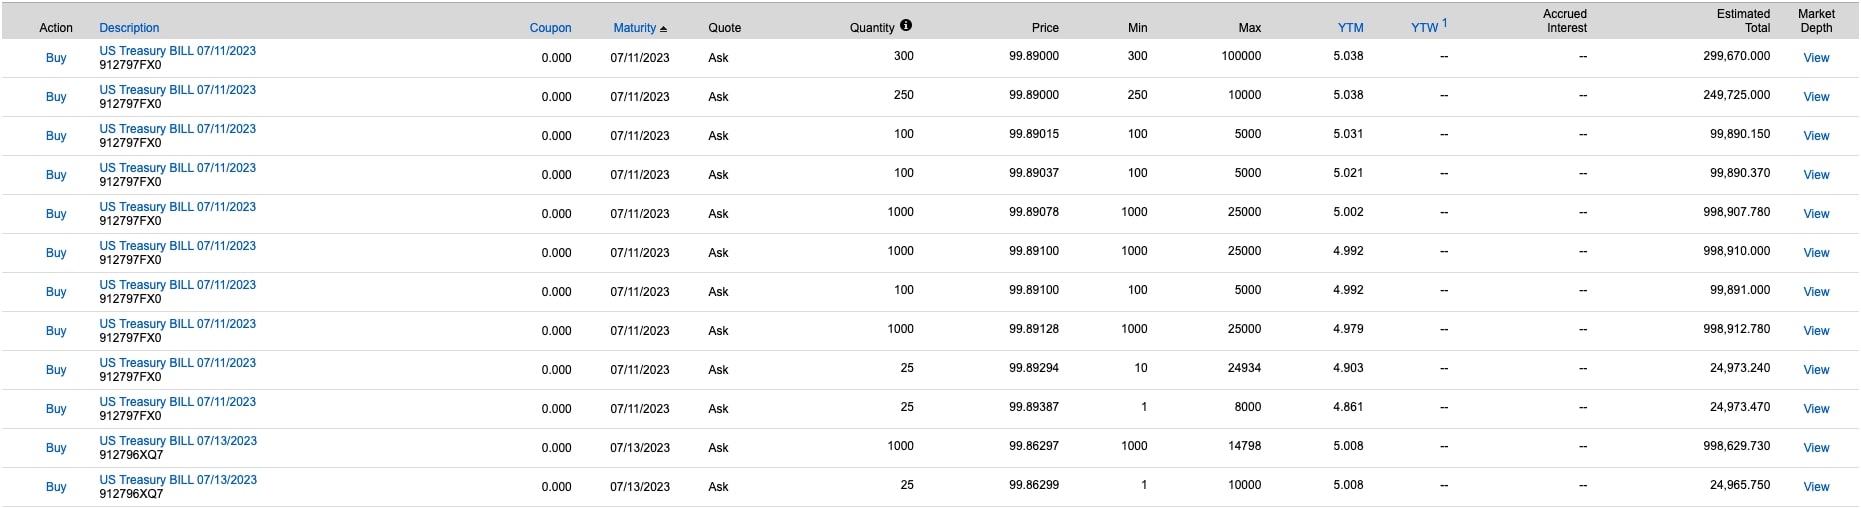 Action Description Coupon Maturity Quote Quantity Price Min Max YTM YTW 1 Accrued Interest Estimated Total Market Depth
Buy US Treasury BILL 07/11/2023 0.000 07/11/2023 Ask 300 99.89000 300 100000 5.038 -- -- 299,670.000 View
912797FX0
Buy US Treasury BILL 07/11/2023 0.000 07/11/2023 Ask 250 99.89000 250 10000 5.038 -- -- 249,725.000 View
912797FX0
Buy US Treasury BILL 07/11/2023 0.000 07/11/2023 Ask 100 99.89015 100 5000 5.031 -- -- 99,890.150 View
912797FX0
Buy US Treasury BILL 07/11/2023 0.000 07/11/2023 Ask 100 99.89037 100 5000 5.021 -- -- 99,890.370 View
912797FX0
Buy US Treasury BILL 07/11/2023 0.000 07/11/2023 Ask 1000 99.89078 1000 25000 5.002 -- -- 998,907.780 View
912797FX0
Buy US Treasury BILL 07/11/2023 0.000 07/11/2023 Ask 1000 99.89100 1000 25000 4.992 -- -- 998,910.000 View
912797FX0
Buy US Treasury BILL 07/11/2023 0.000 07/11/2023 Ask 100 99.89100 100 5000 4.992 -- -- 99,891.000 View
912797FX0
Buy US Treasury BILL 07/11/2023 0.000 07/11/2023 Ask 1000 99.89128 1000 25000 4.979 -- -- 998,912.780 View
912797FX0
Buy US Treasury BILL 07/11/2023 0.000 07/11/2023 Ask 25 99.89294 10 24934 4.903 -- -- 24,973.240 View
912797FX0
Buy US Treasury BILL 07/11/2023 0.000 07/11/2023 Ask 25 99.89387 1 8000 4.861 -- -- 24,973.470 View
912797FX0
Buy US Treasury BILL 07/13/2023 0.000 07/13/2023 Ask 1000 99.86297 1000 14798 5.008 -- -- 998,629.730 View
912796XQ7
Buy US Treasury BILL 07/13/2023 0.000 07/13/2023 Ask 25 99.86299 1 10000 5.008 -- -- 24,965.750 View
912796XQ7